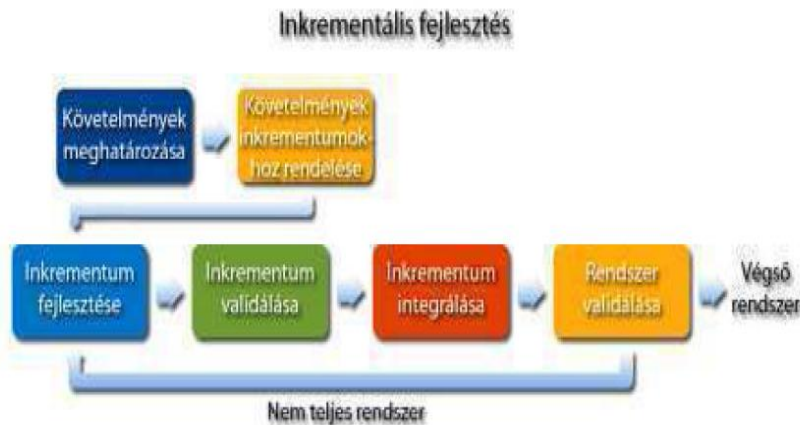 Inkrementális fejlesztés
Követelmények
meghatározása
Követelmények
inkrementumok-
hoz rendelése
Inkrementum
fejlesztése
Inkrementum
validálása
Inkrementum
integrálása
Rendszer
validálása
Végső
rendszer
Nem teljes rendszer